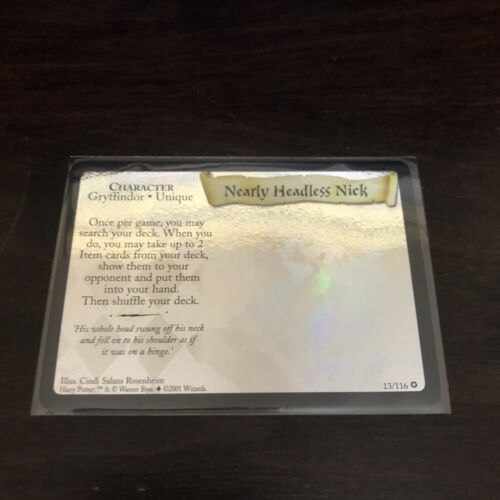 Nearly Headless Nick
CHARACTER
Gryffindor • Unique
Once per game, you may
search your deck. When you
do, you may take up to 2
Item cards from your deck,
show them to your
opponent and put them
into your hand.
Then shuffle your deck.
'His whole head swung off his neck
and fell on to his shoulder as if
it was on a hinge.'
Illus. Cindi Salans Rosenheim
Harry Potter ™ & © Warner Bros. ♦ ©2001 Wizards.
13/116 ✪